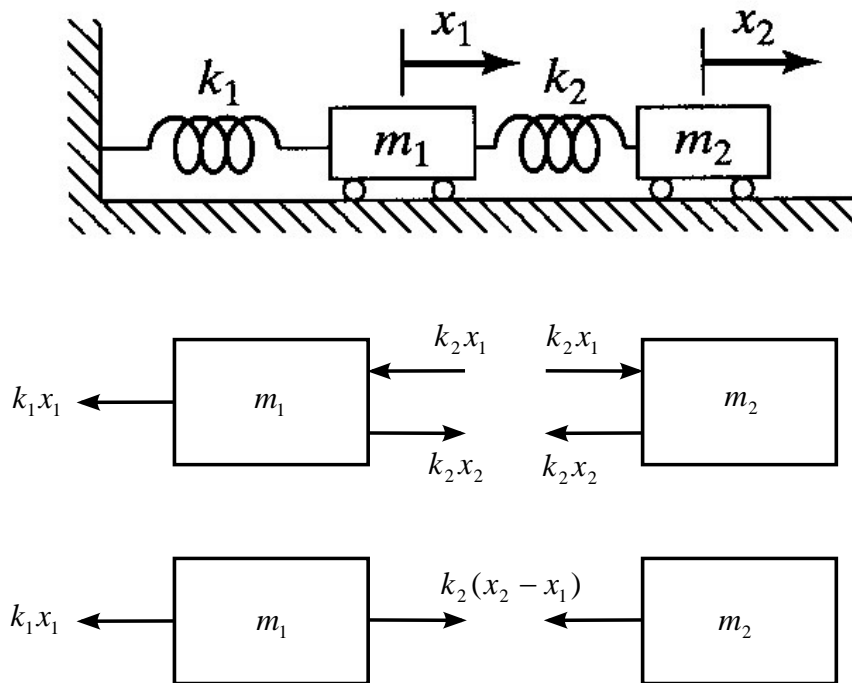 x₁ x₂
k₁ k₂
m₁ m₂
k₂x₁ k₂x₁
k₁x₁ m₁ m₂
k₂x₂ k₂x₂
k₂(x₂ − x₁)
k₁x₁ m₁ m₂